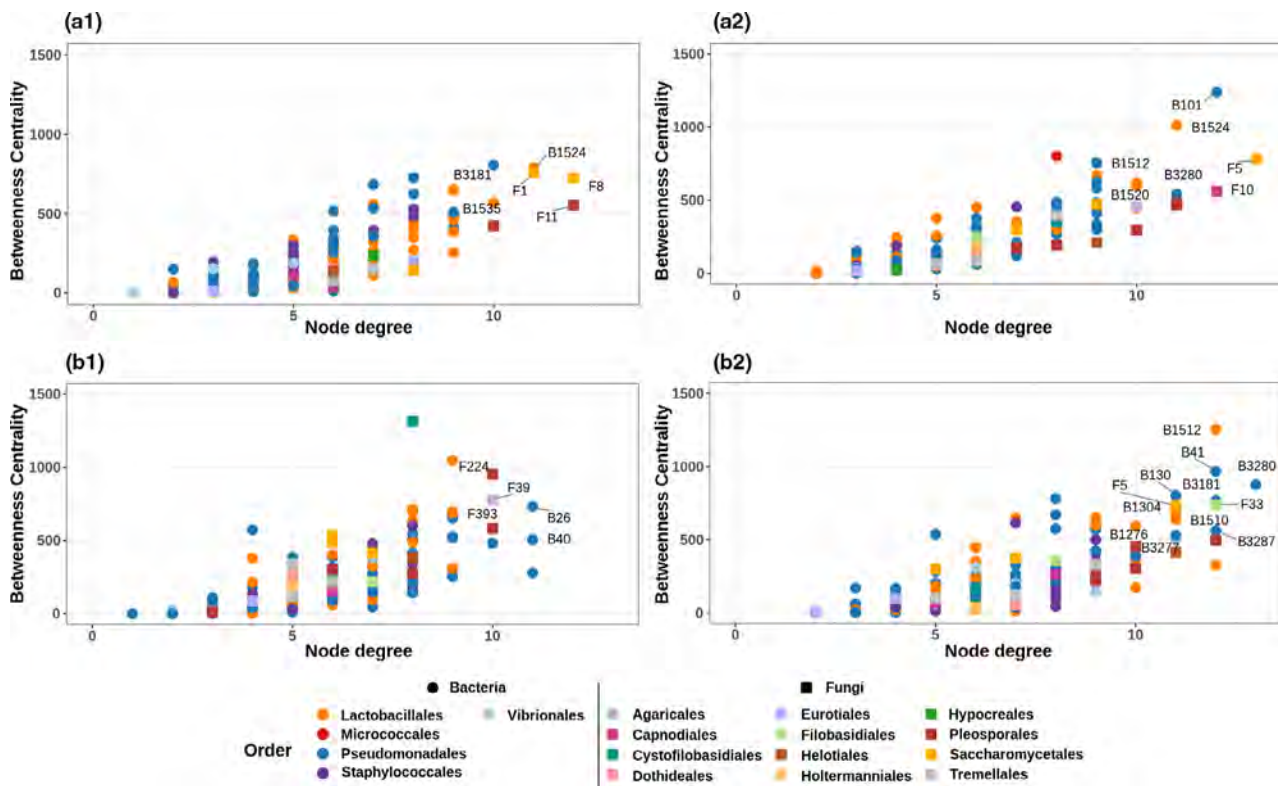 (a1)
1500
1000
500
0
Betweenness Centrality
B3181
B1524
F1
F8
B1535
F11
0
5
10
Node degree
(a2)
1500
1000
500
0
Betweenness Centrality
B101
B1524
B1512
F5
B3280
B1520
F10
0
5
10
Node degree
(b1)
1500
1000
500
0
Betweenness Centrality
F224
F39
F393
B26
B40
0
5
10
Node degree
(b2)
1500
1000
500
0
Betweenness Centrality
B1512
B41
B130
B3280
F5
B3181
B1304
F33
B1510
B1276
B3277
B3287
0
5
10
Node degree
Bacteria
Fungi
Order
Lactobacillales
Vibrionales
Micrococcales
Pseudomonadales
Staphylococcales
Agaricales
Eurotiales
Hypocreales
Capnodiales
Filobasidiales
Pleosporales
Cystofilobasidiales
Helotiales
Saccharomycetales
Dothideales
Holtermanniales
Tremellales